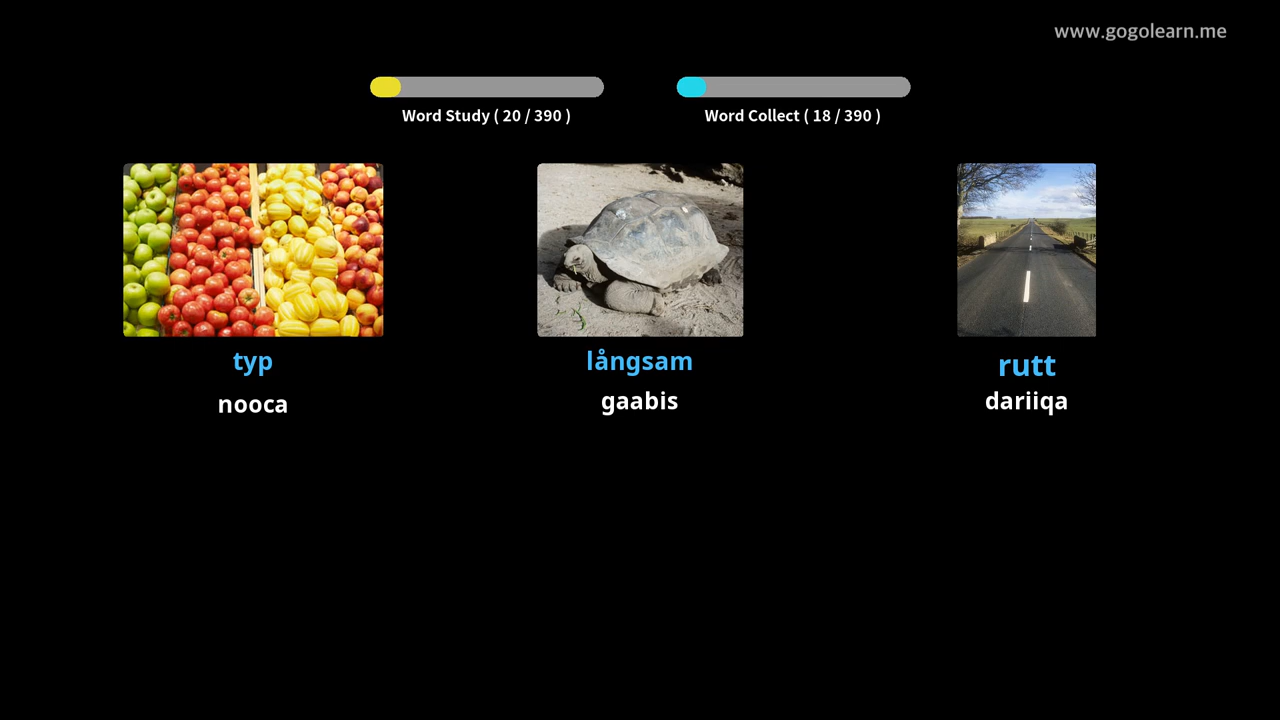 www.gogolearn.me
Word Study ( 20 / 390 )
Word Collect ( 18 / 390 )
typ
nooca
långsam
gaabis
rutt
dariiqa